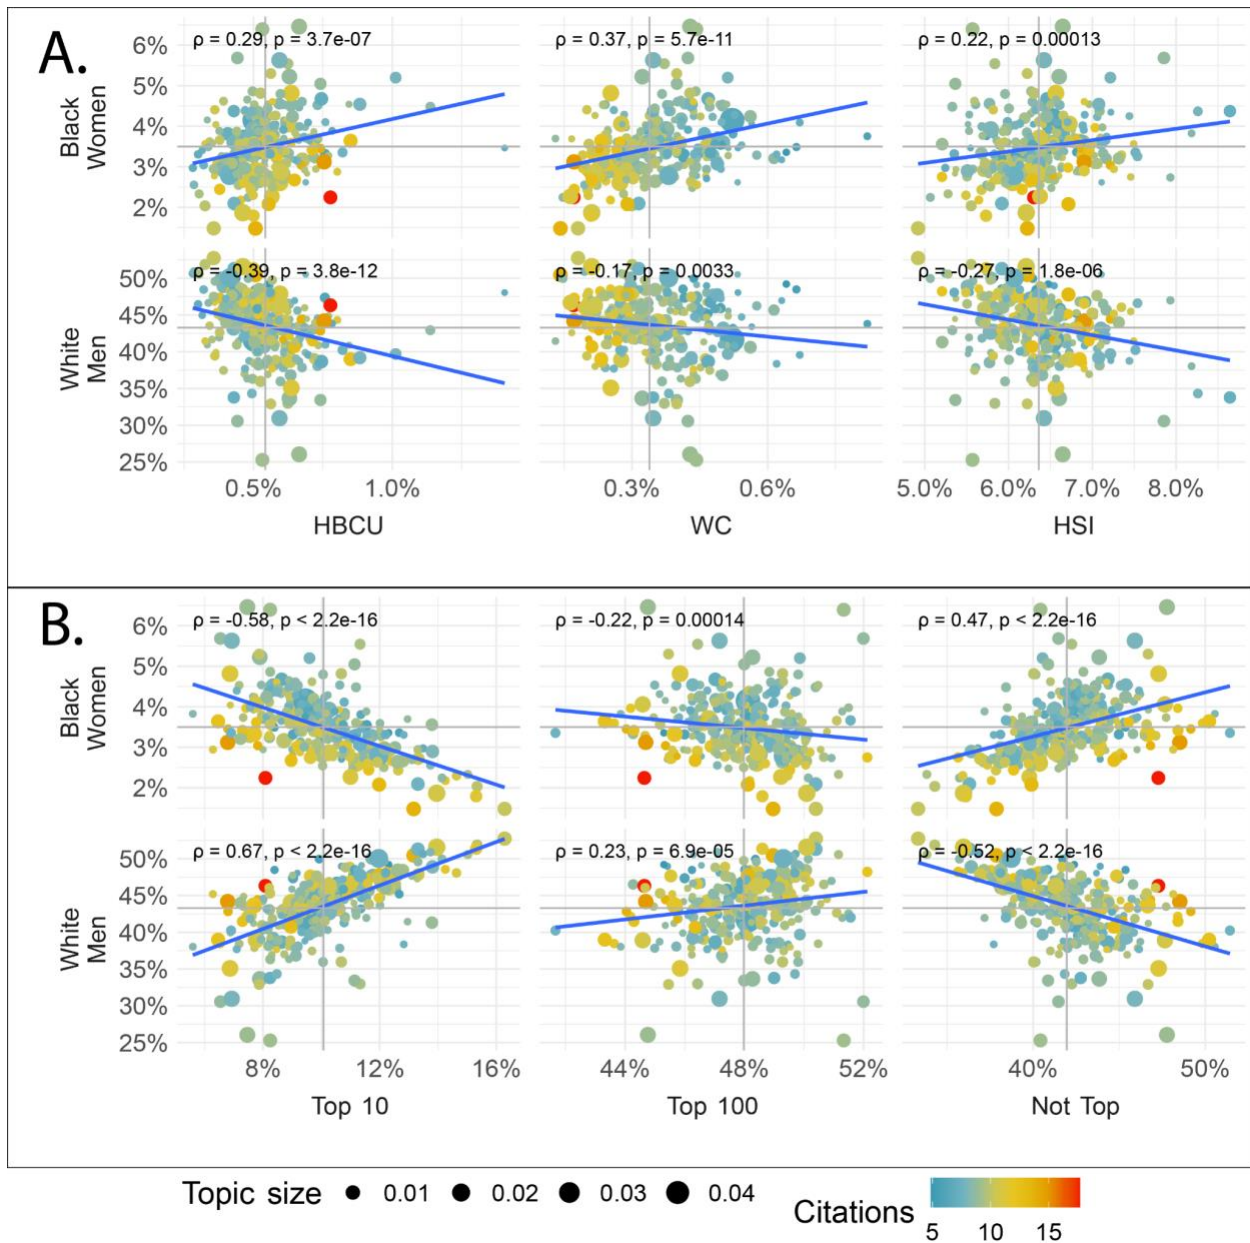 A.
ρ = 0.29, p = 3.7e-07
ρ = 0.37, p = 5.7e-11
ρ = 0.22, p = 0.00013
6%
5%
4%
3%
2%
Black
Women
ρ = -0.39, p = 3.8e-12
ρ = -0.17, p = 0.0033
ρ = -0.27, p = 1.8e-06
50%
45%
40%
35%
30%
25%
White
Men
0.5% 1.0%
0.3% 0.6%
5.0% 6.0% 7.0% 8.0%
HBCU
WC
HSI
B.
ρ = -0.58, p < 2.2e-16
ρ = -0.22, p = 0.00014
ρ = 0.47, p < 2.2e-16
6%
5%
4%
3%
2%
Black
Women
ρ = 0.67, p < 2.2e-16
ρ = 0.23, p = 6.9e-05
ρ = -0.52, p < 2.2e-16
50%
45%
40%
35%
30%
25%
White
Men
8% 12% 16%
44% 48% 52%
40% 50%
Top 10
Top 100
Not Top
Topic size 0.01 0.02 0.03 0.04
Citations
5 10 15